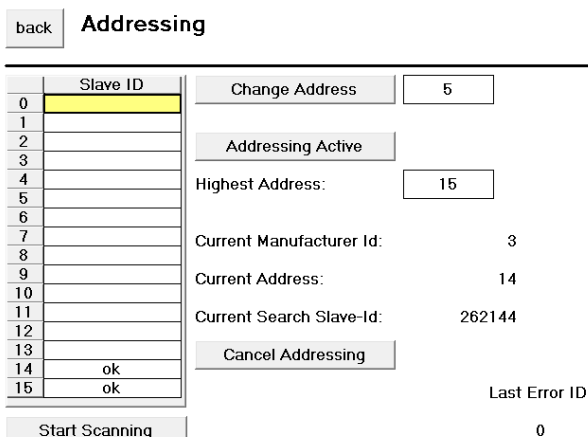 back Addressing
Slave ID
0
1
2
3
4
5
6
7
8
9
10
11
12
13
14 ok
15 ok
Change Address 5
Addressing Active
Highest Address: 15
Current Manufacturer Id: 3
Current Address: 14
Current Search Slave-Id: 262144
Cancel Addressing
Last Error ID
Start Scanning 0